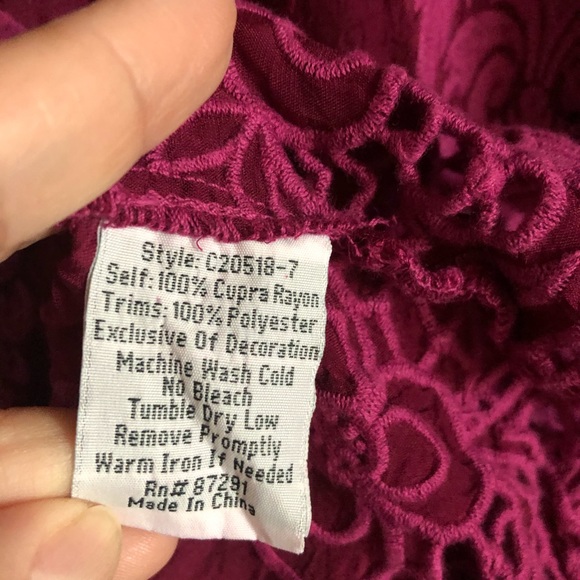 Style: C20518-7
Self: 100% Cupra Rayon
Trims: 100% Polyester
Exclusive Of Decoration
Machine Wash Cold
No Bleach
Tumble Dry Low
Remove Promptly
Warm Iron If Needed
Rn# 87291
Made In China